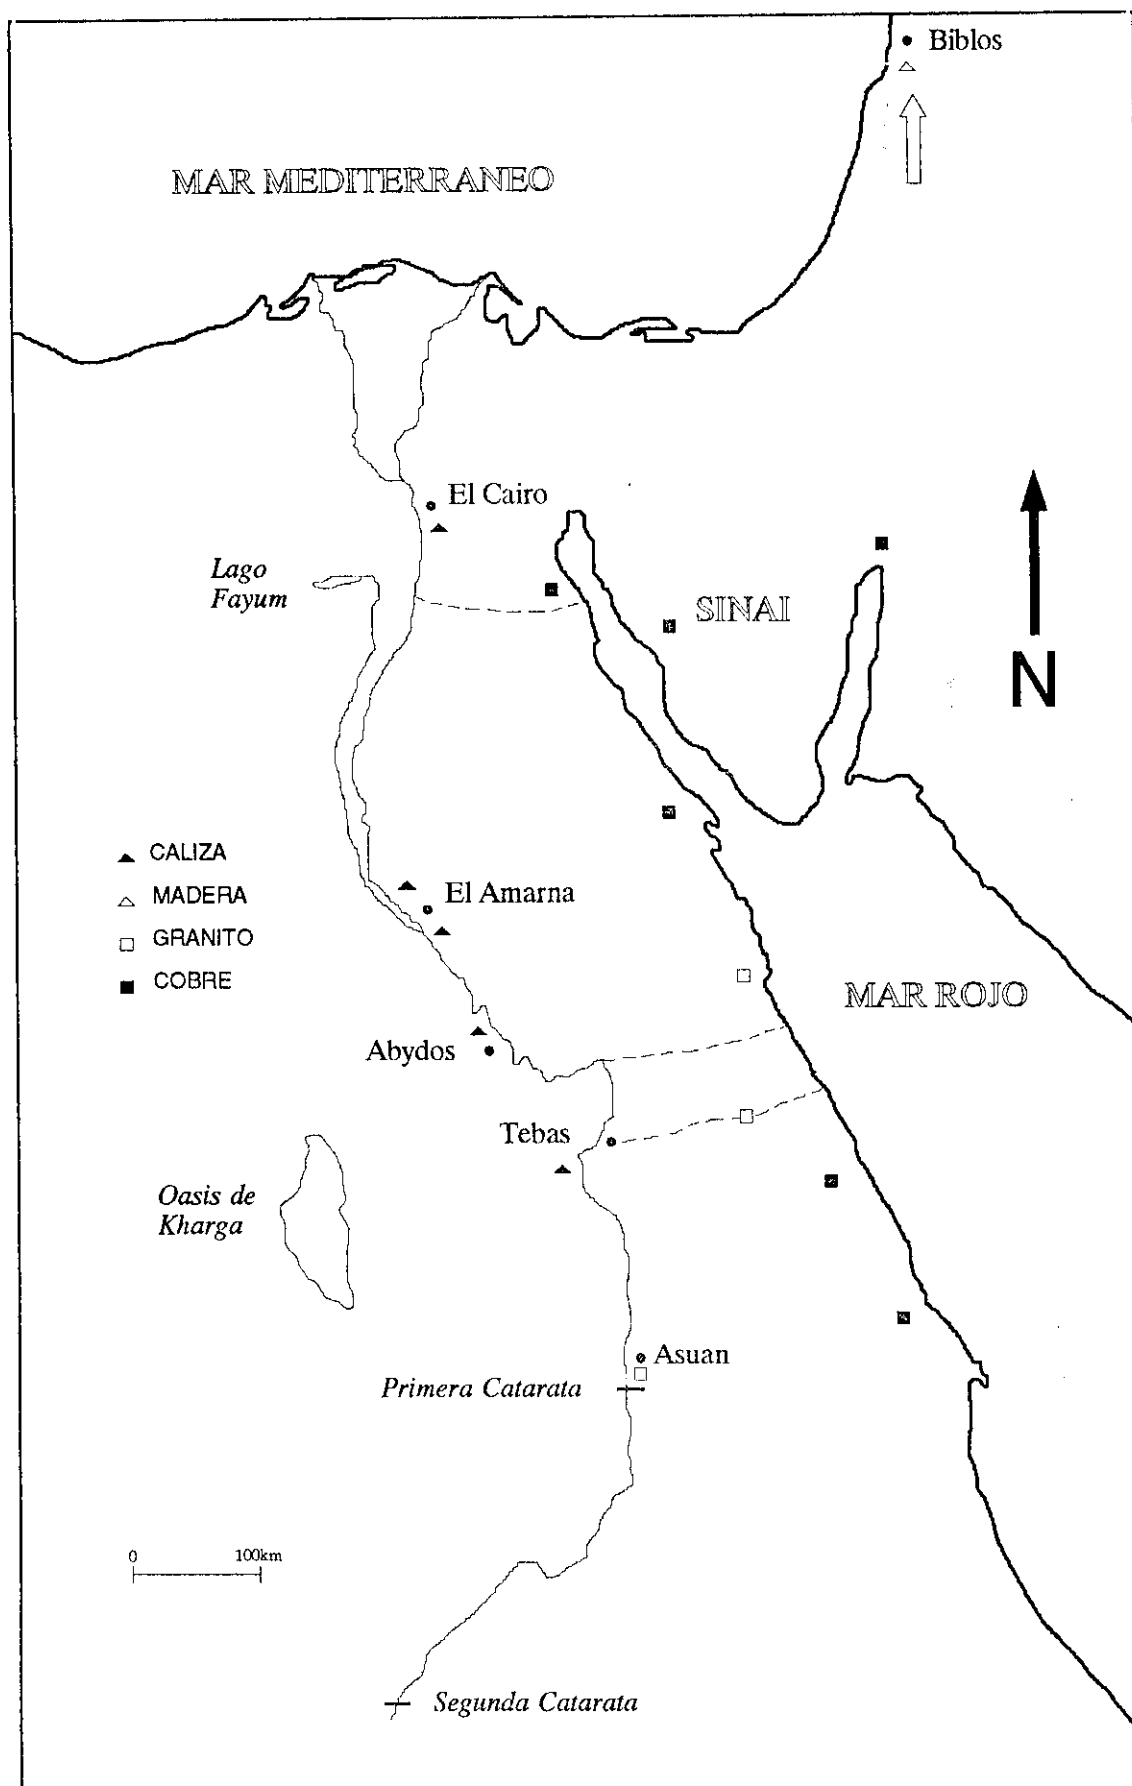 Biblos
MAR MEDITERRANEO
El Cairo
Lago
Fayum
SINAI
N
CALIZA
MADERA
GRANITO
COBRE
El Amarna
MAR ROJO
Abydos
Tebas
Oasis de
Kharga
Asuan
Primera Catarata
0 100km
Segunda Catarata